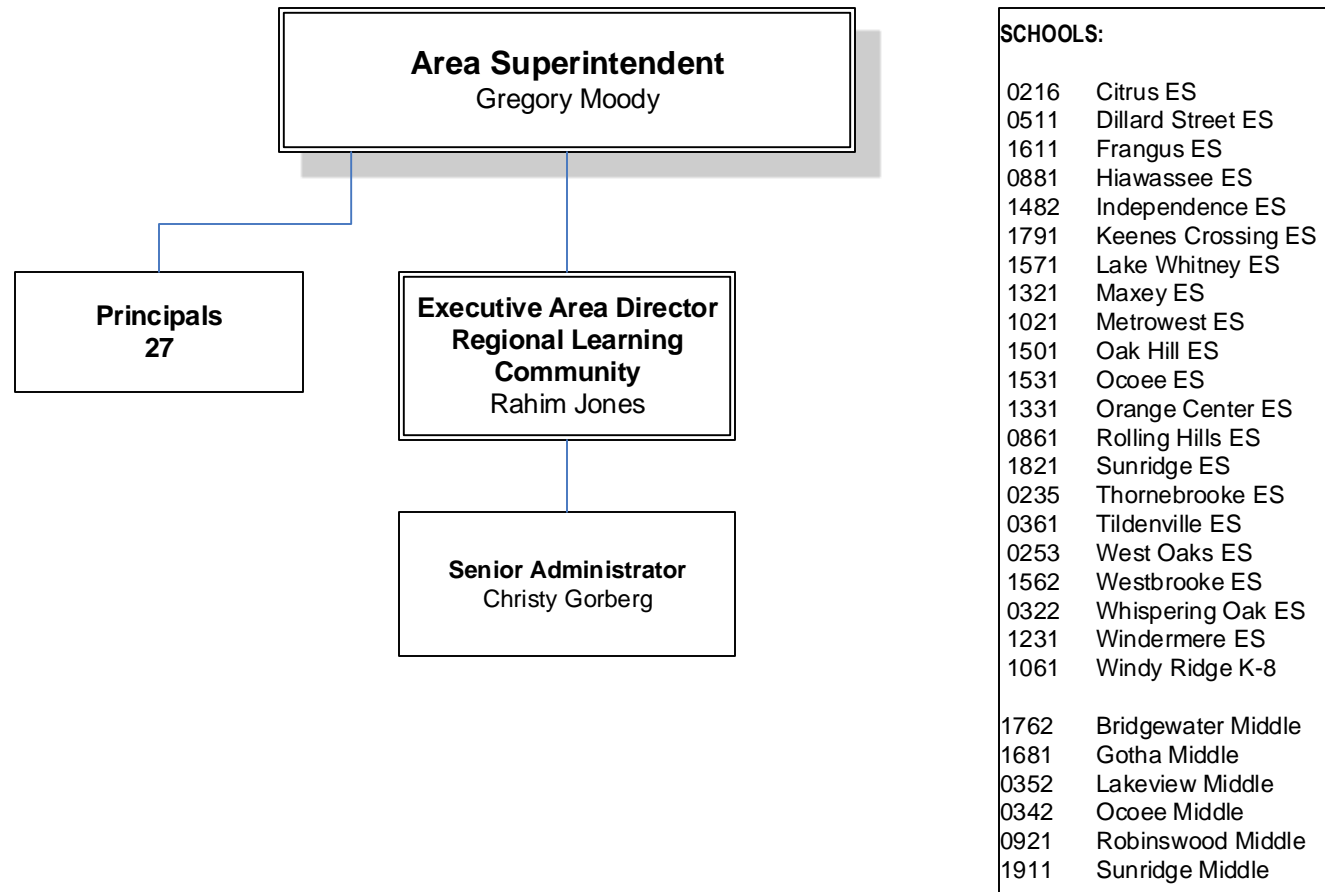 Area Superintendent
Gregory Moody
Principals
27
Executive Area Director
Regional Learning
Community
Rahim Jones
Senior Administrator
Christy Gorberg
SCHOOLS:
0216 Citrus ES
0511 Dillard Street ES
1611 Frangus ES
0881 Hiawassee ES
1482 Independence ES
1791 Keenes Crossing ES
1571 Lake Whitney ES
1321 Maxey ES
1021 Metrowest ES
1501 Oak Hill ES
1531 Ocoee ES
1331 Orange Center ES
0861 Rolling Hills ES
1821 Sunridge ES
0235 Thornebrooke ES
0361 Tildenville ES
0253 West Oaks ES
1562 Westbrooke ES
0322 Whispering Oak ES
1231 Windermere ES
1061 Windy Ridge K-8
1762 Bridgewater Middle
1681 Gotha Middle
0352 Lakeview Middle
0342 Ocoee Middle
0921 Robinswood Middle
1911 Sunridge Middle